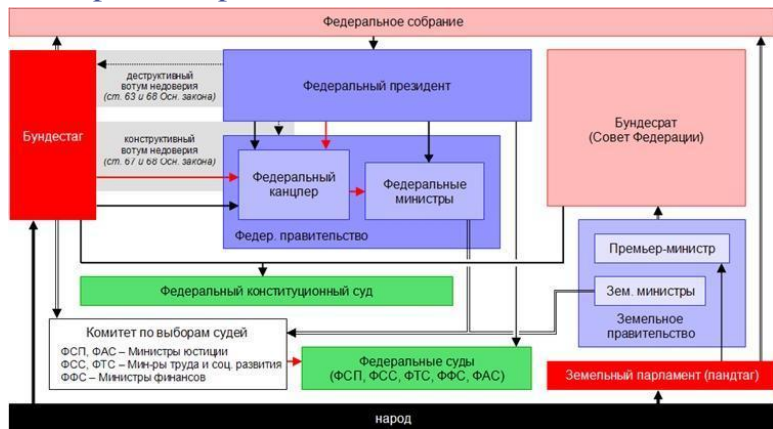 Федеральное собрание
Бундестаг
деструктивный
вотум недоверия
(ст. 63 и 68 Осн. закона)
конструктивный
вотум недоверия
(ст. 67 и 68 Осн. закона)
Федеральный президент
Федеральный
канцлер
Федеральные
министры
Федер. правительство
Бундесрат
(Совет Федерации)
Премьер-министр
Зем. министры
Земельное
правительство
Федеральный конституционный суд
Комитет по выборам судей
ФСП, ФАС – Министры юстиции
ФСС, ФТС – Мин-ры труда и соц. развития
ФФС – Министры финансов
Федеральные суды
(ФСП, ФСС, ФТС, ФФС, ФАС)
Земельный парламент (пандтаг)
народ